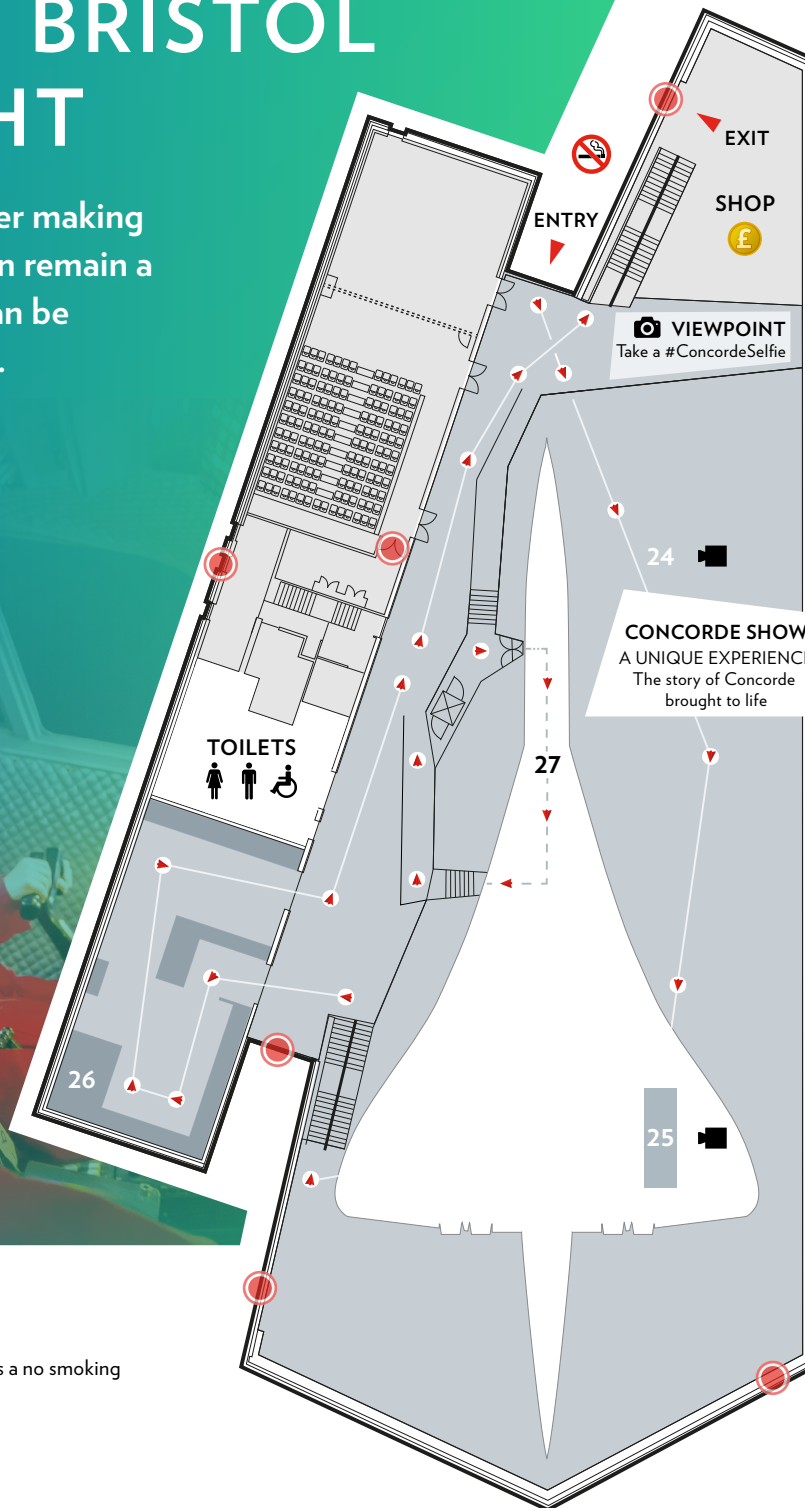 BRISTOL
HT
er making
n remain a
an be
.
EXIT
SHOP
£
ENTRY
VIEWPOINT
Take a #ConcordeSelfie
24
CONCORDE SHOW
A UNIQUE EXPERIENC
The story of Concorde
brought to life
27
TOILETS
26
25
s a no smoking